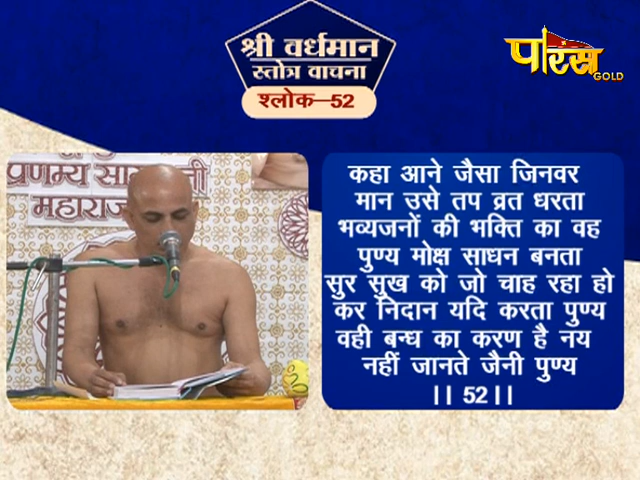 श्री वर्धमान
स्तोत्र वाचना
श्लोक-52
पारस
GOLD
प्रणम्य सा
महाराज
कहा आने जैसा जिनवर
मान उसे तप व्रत धरता
भव्यजनों की भक्ति का वह
पुण्य मोक्ष साधन बनता
सुर सुख को जो चाह रहा हो
कर निदान यदि करता पुण्य
वही बन्ध का करण है नय
नहीं जानते जैनी पुण्य
|| 52 ||